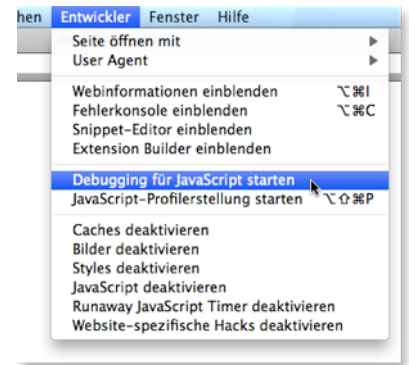 hen Entwickler Fenster Hilfe
Seite öffnen mit ▶
User Agent ▶
Webinformationen einblenden ⌥⌘I
Fehlerkonsole einblenden ⌥⌘C
Snippet-Editor einblenden
Extension Builder einblenden
Debugging für JavaScript starten
JavaScript-Profilerstellung starten ⌥⇧⌘P
Caches deaktivieren
Bilder deaktivieren
Styles deaktivieren
JavaScript deaktivieren
Runaway JavaScript Timer deaktivieren
Website-spezifische Hacks deaktivieren